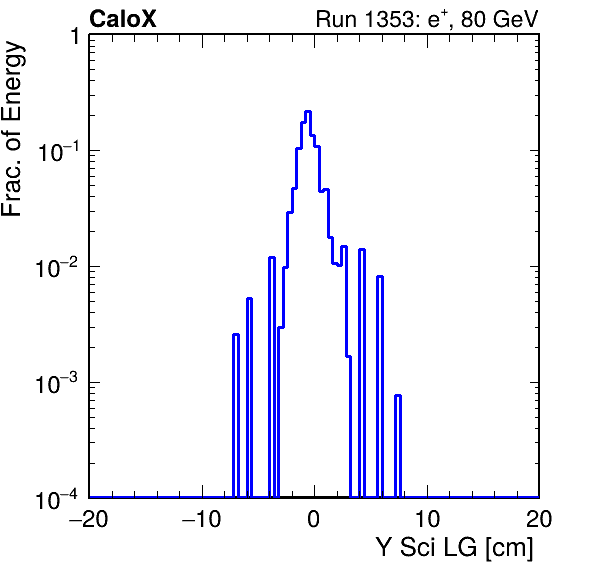 CaloX Run 1353: e⁺, 80 GeV
Frac. of Energy
1
10⁻¹
10⁻²
10⁻³
10⁻⁴
−20 −10 0 10 20
Y Sci LG [cm]